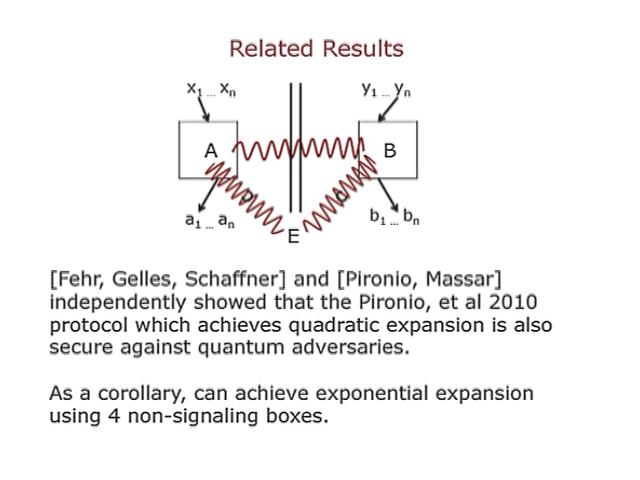 Related Results
x1 ... xn
y1 ... yn
A
B
a1 ... an
b1 ... bn
E
[Fehr, Gelles, Schaffner] and [Pironio, Massar]
independently showed that the Pironio, et al 2010
protocol which achieves quadratic expansion is also
secure against quantum adversaries.
As a corollary, can achieve exponential expansion
using 4 non-signaling boxes.